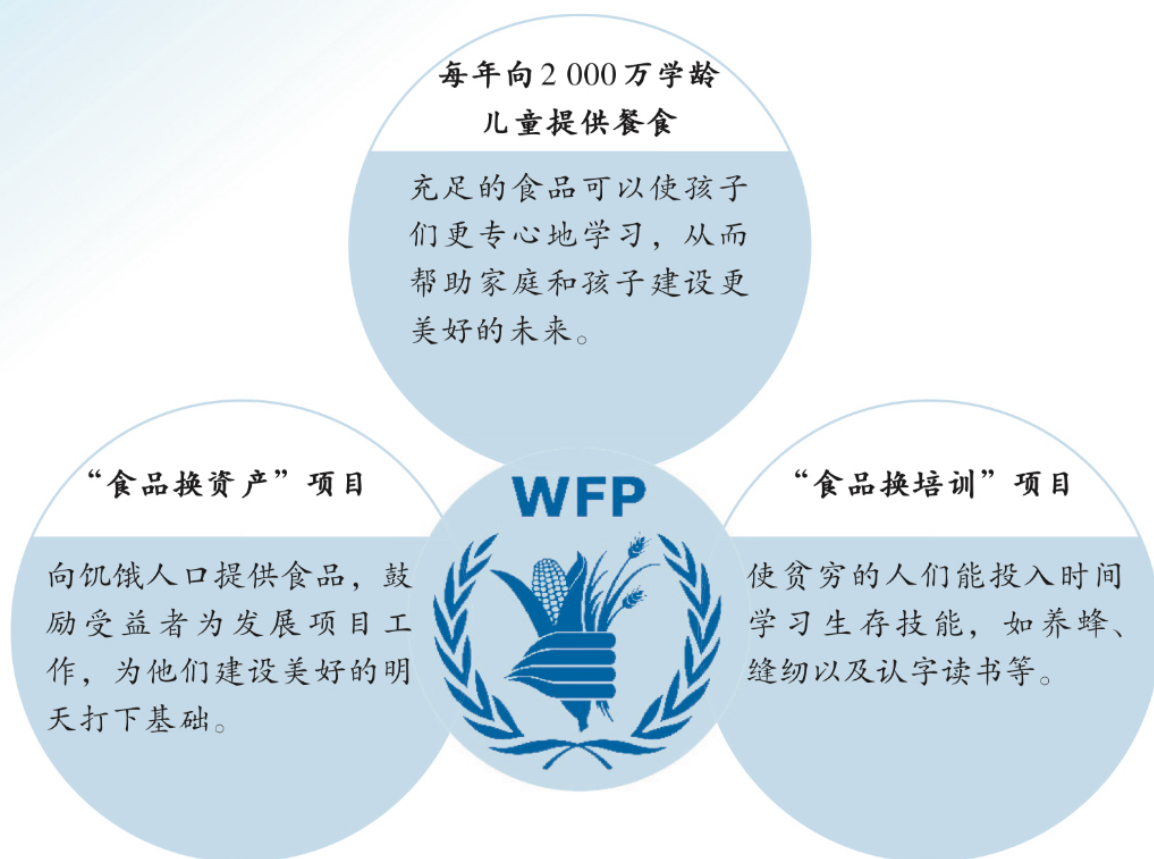 每年向2 000万学龄
儿童提供餐食
充足的食品可以使孩子
们更专心地学习，从而
帮助家庭和孩子建设更
美好的未来。
“食品换资产”项目
向饥饿人口提供食品，鼓
励受益者为发展项目工
作，为他们建设美好的明
天打下基础。
WFP
“食品换培训”项目
使贫穷的人们能投入时间
学习生存技能，如养蜂、
缝纫以及认字读书等。